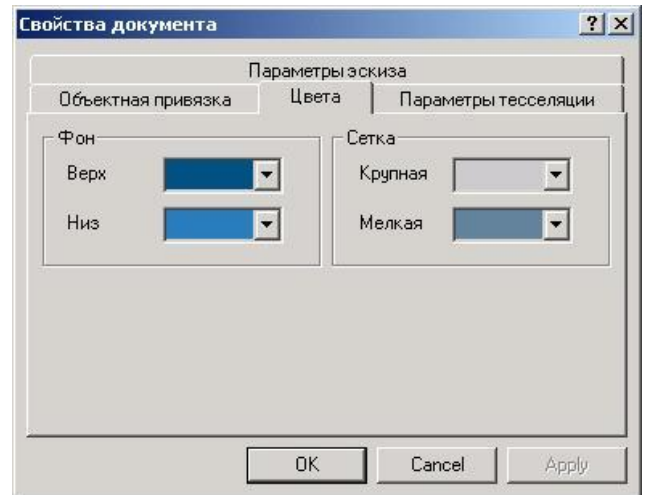 Свойства документа
Параметры эскиза
Объектная привязка Цвета Параметры тесселяции
Фон Сетка
Верх Крупная
Низ Мелкая
OK Cancel Apply